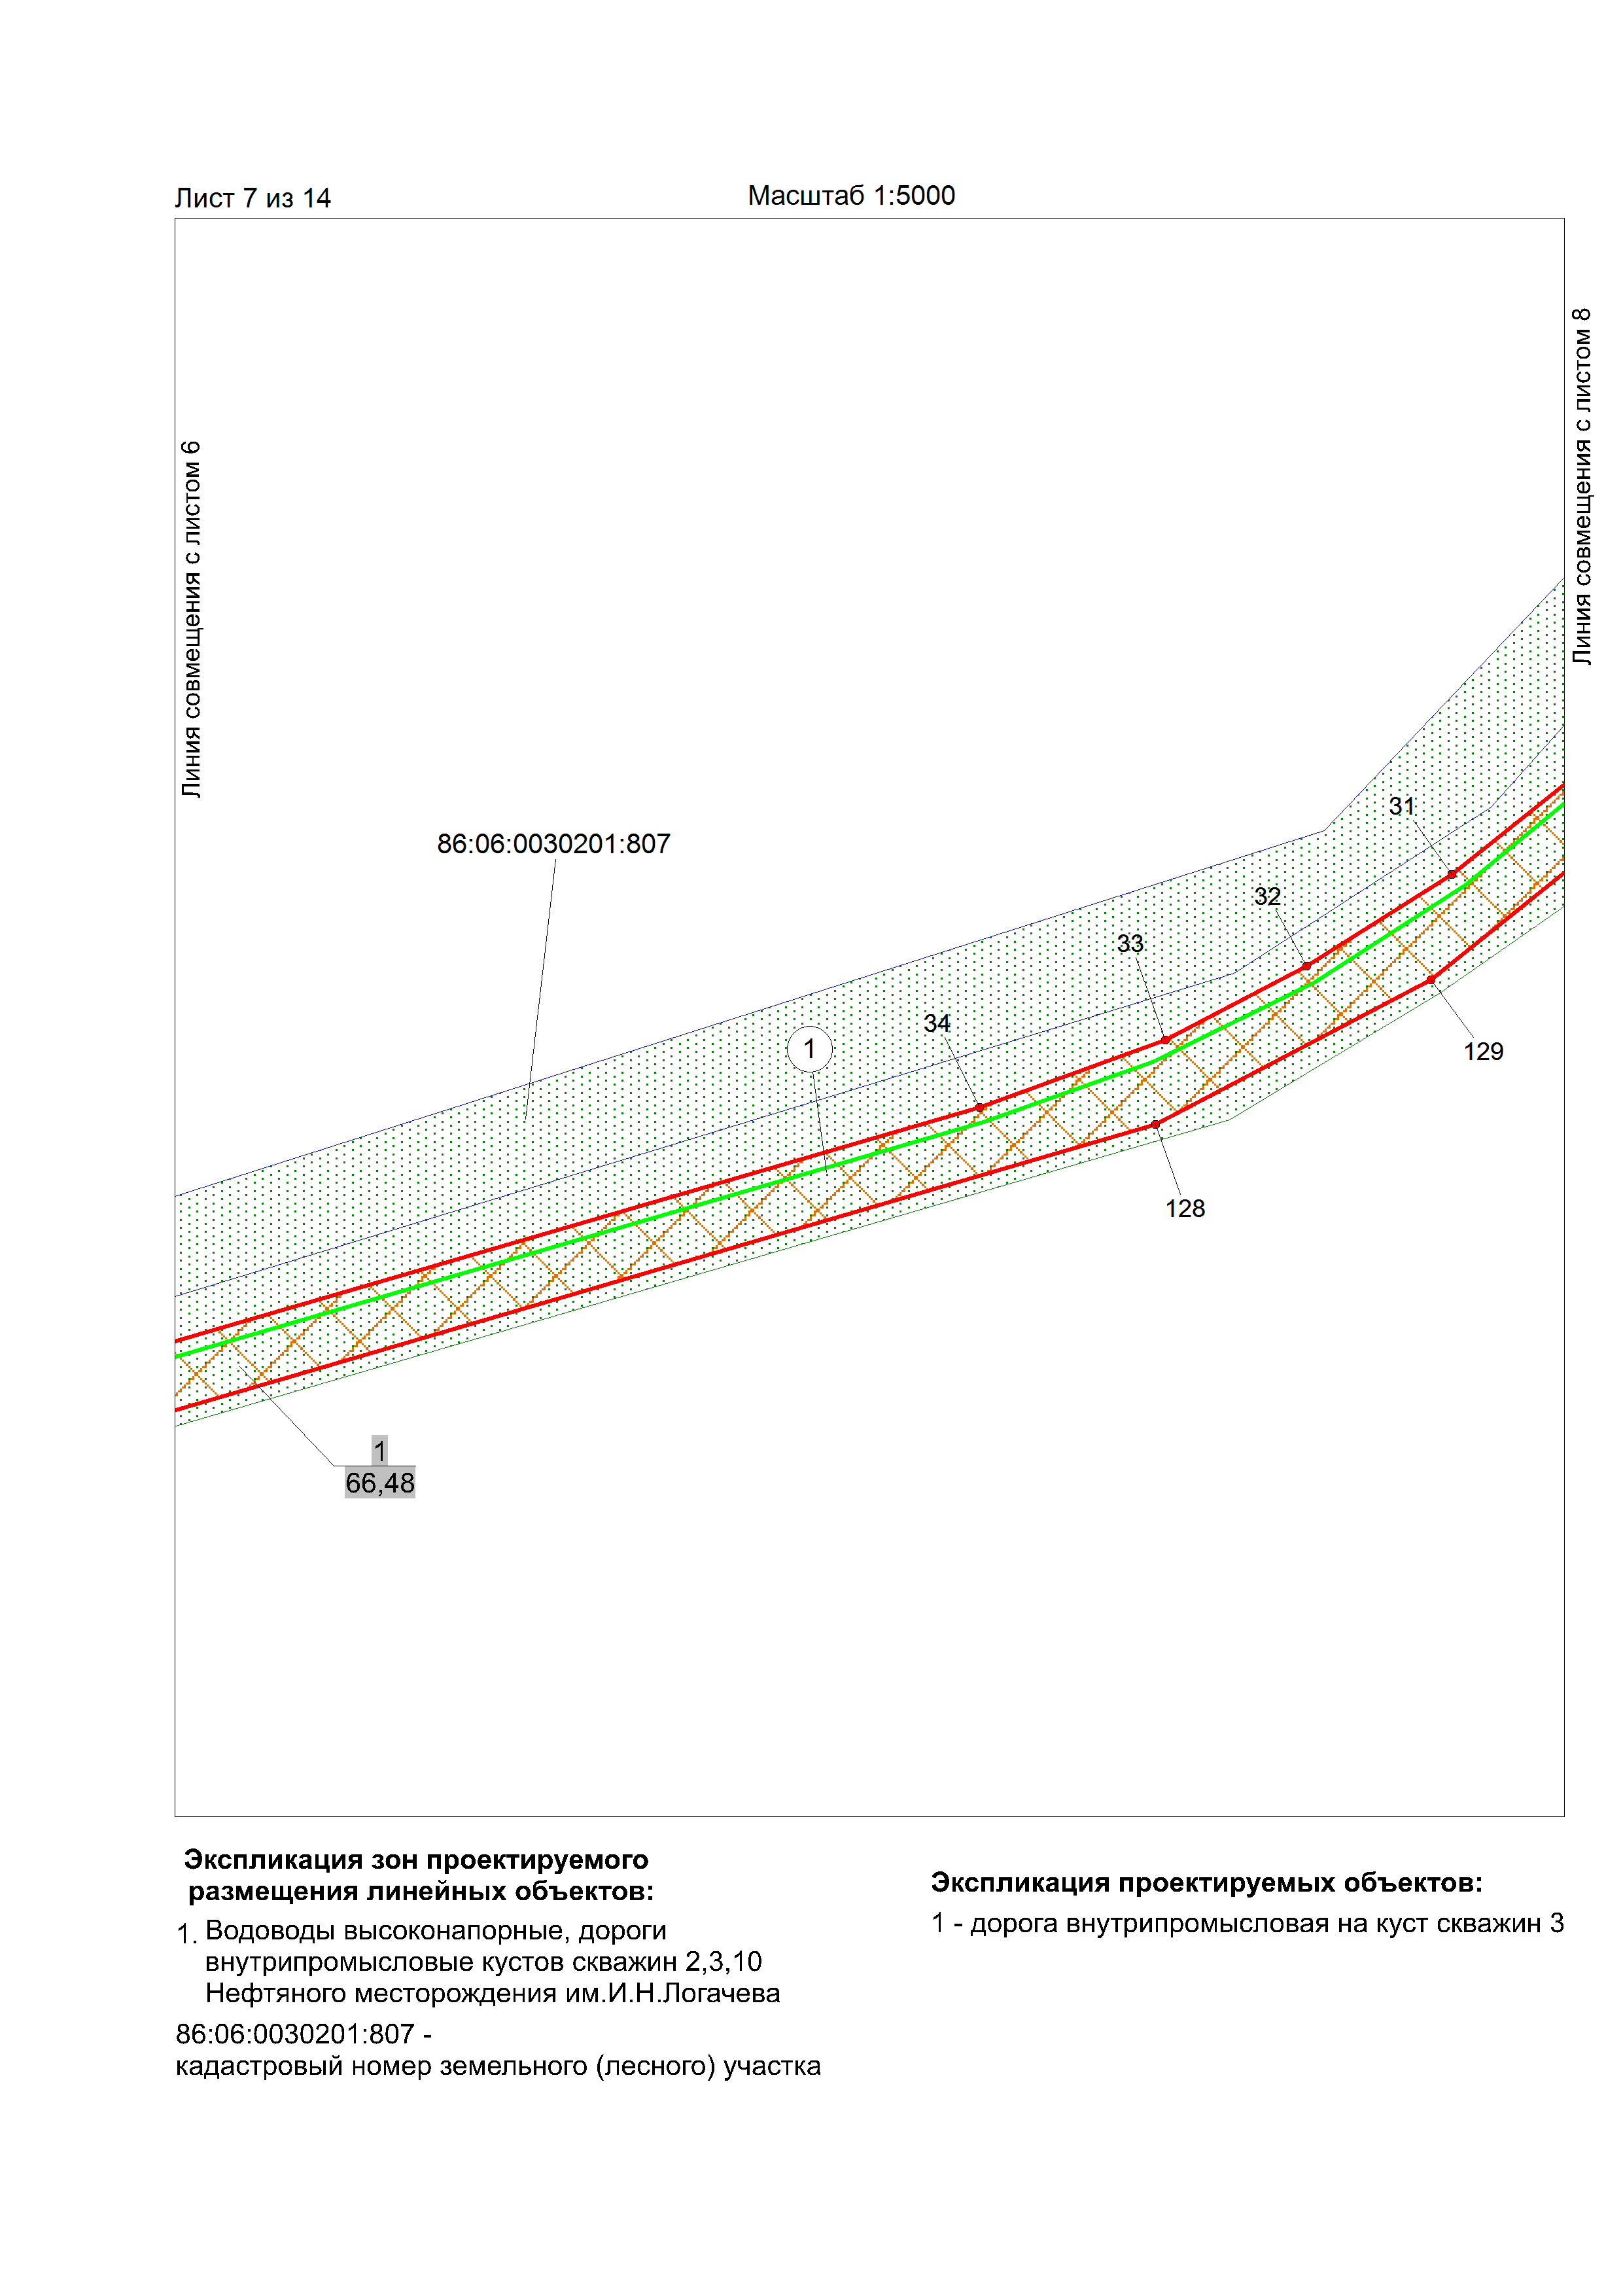 Лист 7 из 14
Масштаб 1:5000
Линия совмещения с листом 6
Линия совмещения с листом 8
86:06:0030201:807
31
32
33
34
1
129
128
1
66,48
Экспликация зон проектируемого
размещения линейных объектов:
1. Водоводы высоконапорные, дороги
внутрипромысловые кустов скважин 2,3,10
Нефтяного месторождения им.И.Н.Логачева
86:06:0030201:807 -
кадастровый номер земельного (лесного) участка
Экспликация проектируемых объектов:
1 - дорога внутрипромысловая на куст скважин 3